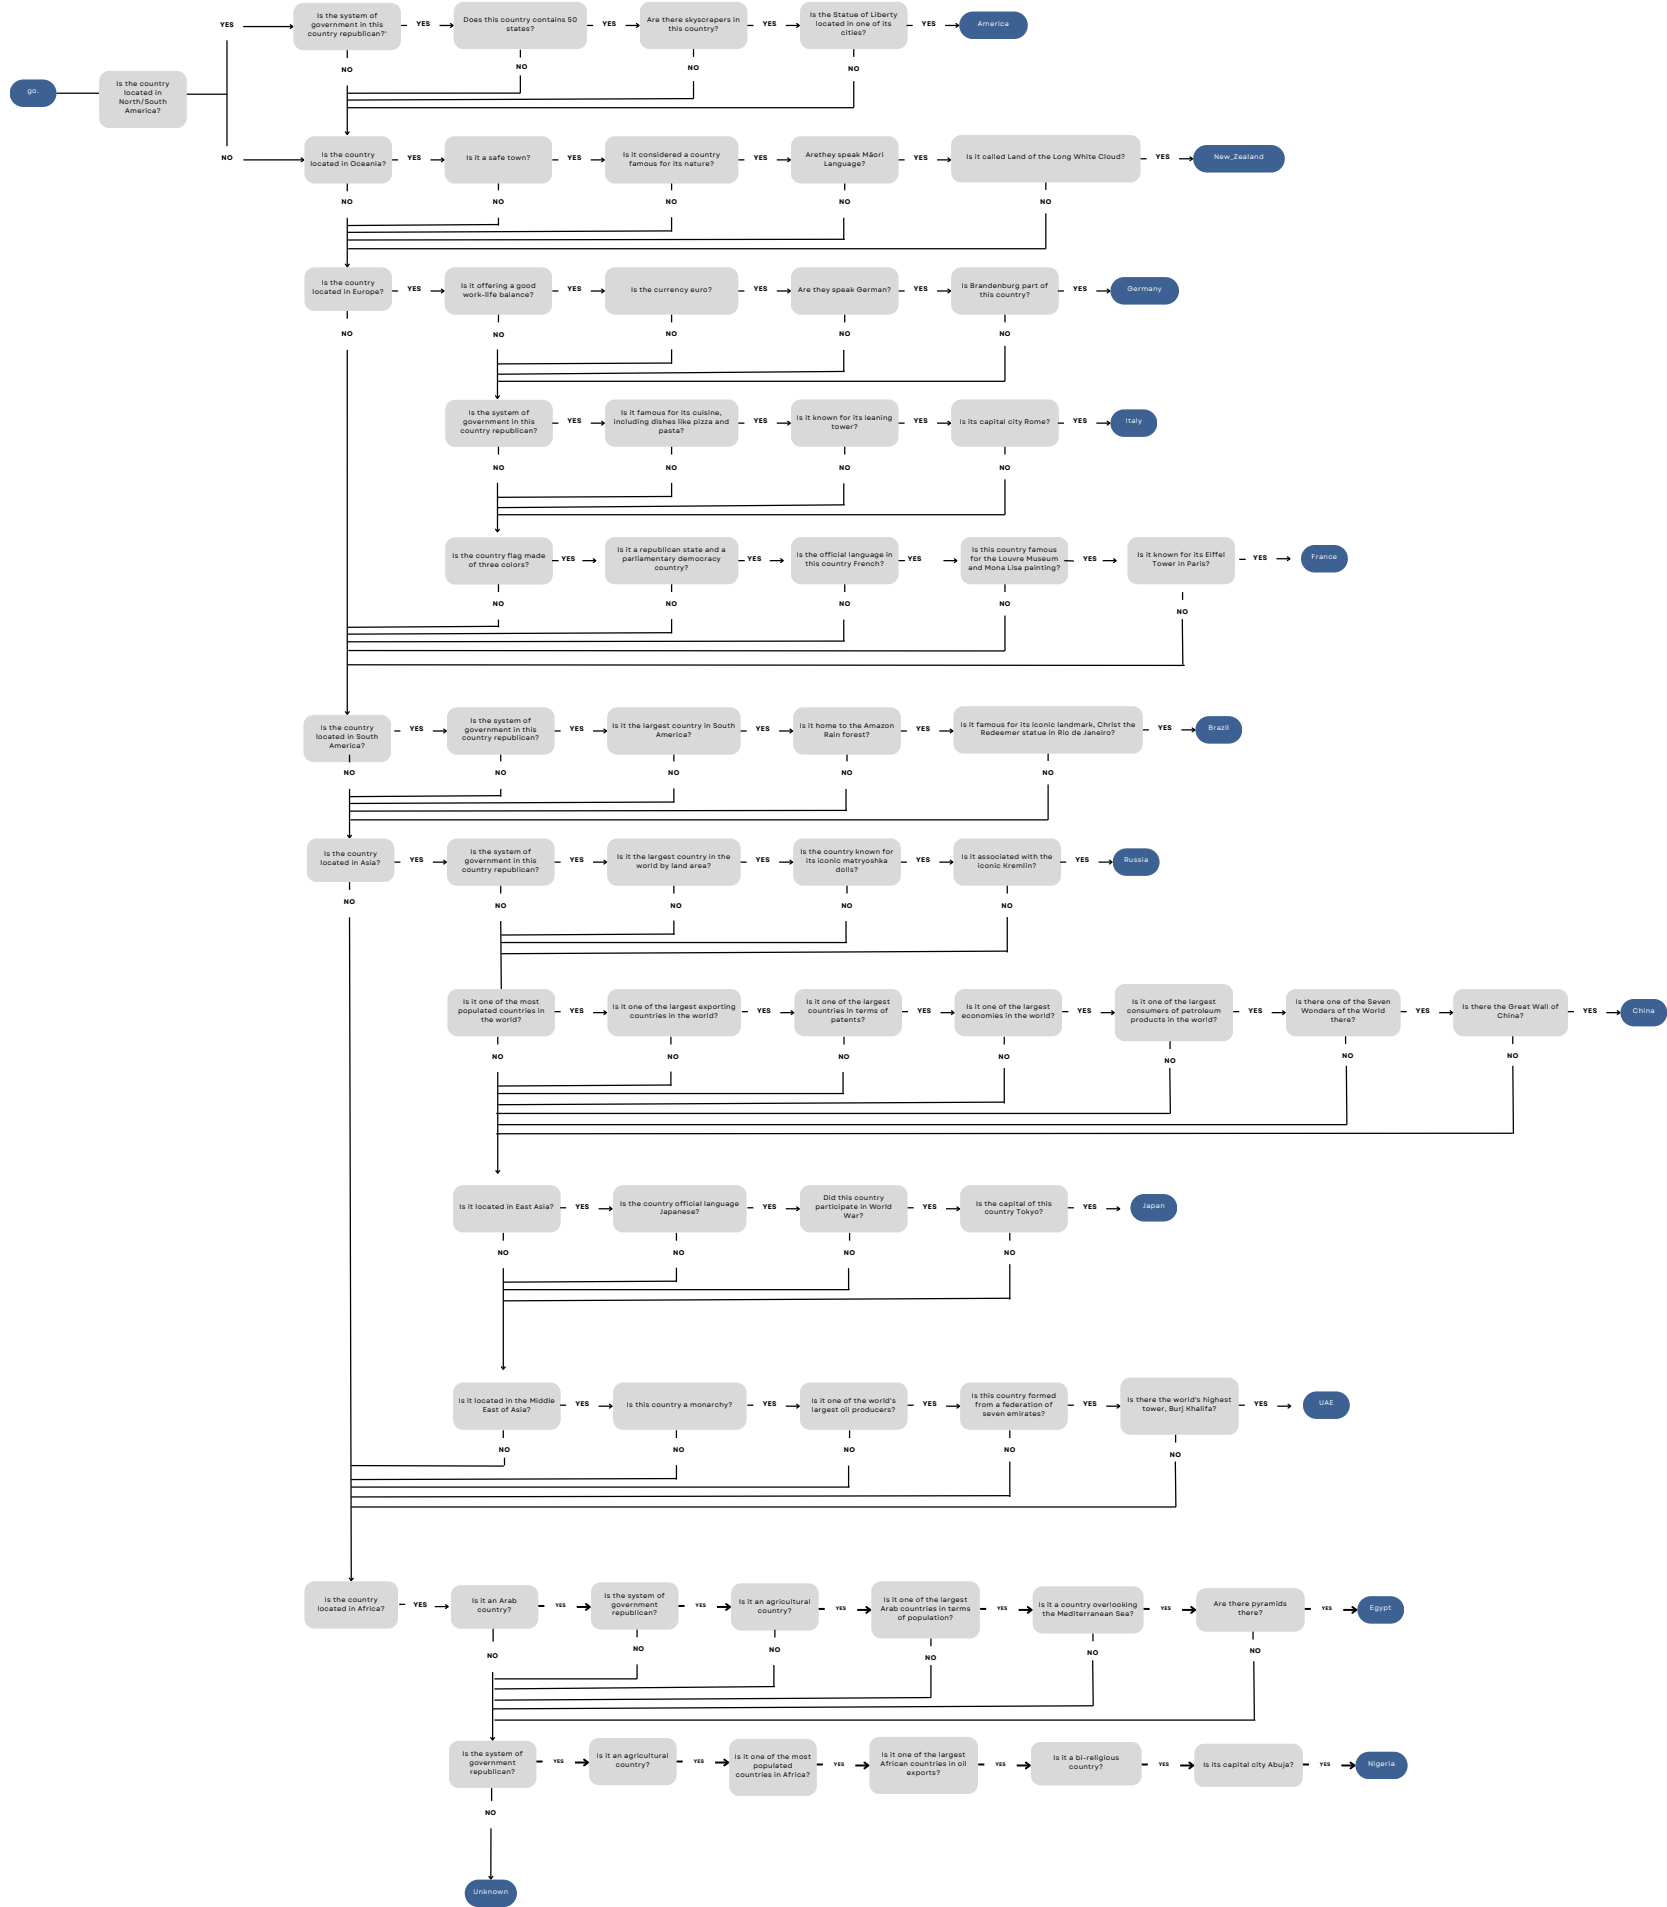 YES
Is the system of
government in this
country republican?'
YES
Does this country contains 50
states?
YES
Are there skyscrapers in
this country?
YES
Is the Statue of Liberty
located in one of its
cities?
YES
America
NO
NO
NO
NO
go.
Is the country
located in
North/South
America?
NO
Is the country
located in Oceania?
YES
Is it a safe town?
YES
Is it considered a country
famous for its nature?
YES
Arethey speak Māori
Language?
YES
Is it called Land of the Long White Cloud?
YES
New_Zealand
NO
NO
NO
NO
NO
Is the country
located in Europe?
YES
Is it offering a good
work-life balance?
YES
Is the currency euro?
YES
Are they speak German?
YES
Is Brandenburg part of
this country?
YES
Germany
NO
NO
NO
NO
NO
Is the system of
government in this
country republican?
YES
Is it famous for its cuisine,
including dishes like pizza and
pasta?
YES
Is it known for its leaning
tower?
YES
Is its capital city Rome?
YES
Italy
NO
NO
NO
NO
Is the country flag made
of three colors?
YES
Is it a republican state and a
parliamentary democracy
country?
YES
Is the official language in
this country French?
YES
Is this country famous
for the Louvre Museum
and Mona Lisa painting?
YES
Is it known for its Eiffel
Tower in Paris?
YES
France
NO
NO
NO
NO
NO
Is the country
located in South
America?
YES
Is the system of
government in this
country republican?
YES
Is it the largest country in South
America?
YES
Is it home to the Amazon
Rain forest?
YES
Is it famous for its iconic landmark, Christ the
Redeemer statue in Rio de Janeiro?
YES
Brazil
NO
NO
NO
NO
NO
Is the country
located in Asia?
YES
Is the system of
government in this
country republican?
YES
Is it the largest country in the
world by land area?
YES
Is the country known for
its iconic matryoshka
dolls?
YES
Is it associated with the
iconic Kremlin?
YES
Russia
NO
NO
NO
NO
NO
Is it one of the most
populated countries in
the world?
YES
Is it one of the largest exporting
countries in the world?
YES
Is it one of the largest
countries in terms of
patents?
YES
Is it one of the largest
economies in the world?
YES
Is it one of the largest
consumers of petroleum
products in the world?
YES
Is there one of the Seven
Wonders of the World
there?
YES
Is there the Great Wall of
China?
YES
China
NO
NO
NO
NO
NO
NO
NO
Is it located in East Asia?
YES
Is the country official language
Japanese?
YES
Did this country
participate in World
War?
YES
Is the capital of this
country Tokyo?
YES
Japan
NO
NO
NO
NO
Is it located in the Middle
East of Asia?
YES
Is this country a monarchy?
YES
Is it one of the world's
largest oil producers?
YES
Is this country formed
from a federation of
seven emirates?
YES
Is there the world's highest
tower, Burj Khalifa?
YES
UAE
NO
NO
NO
NO
NO
Is the country
located in Africa?
YES
Is it an Arab
country?
YES
Is the system of
government
republican?
YES
Is it an agricultural
country?
YES
Is it one of the largest
Arab countries in terms
of population?
YES
Is it a country overlooking
the Mediterranean Sea?
YES
Are there pyramids
there?
YES
Egypt
NO
NO
NO
NO
NO
NO
Is the system of
government
republican?
YES
Is it an agricultural
country?
YES
Is it one of the most
populated
countries in Africa?
YES
Is it one of the largest
African countries in oil
exports?
YES
Is it a bi-religious
country?
YES
Is its capital city Abuja?
YES
Nigeria
NO
Unknown